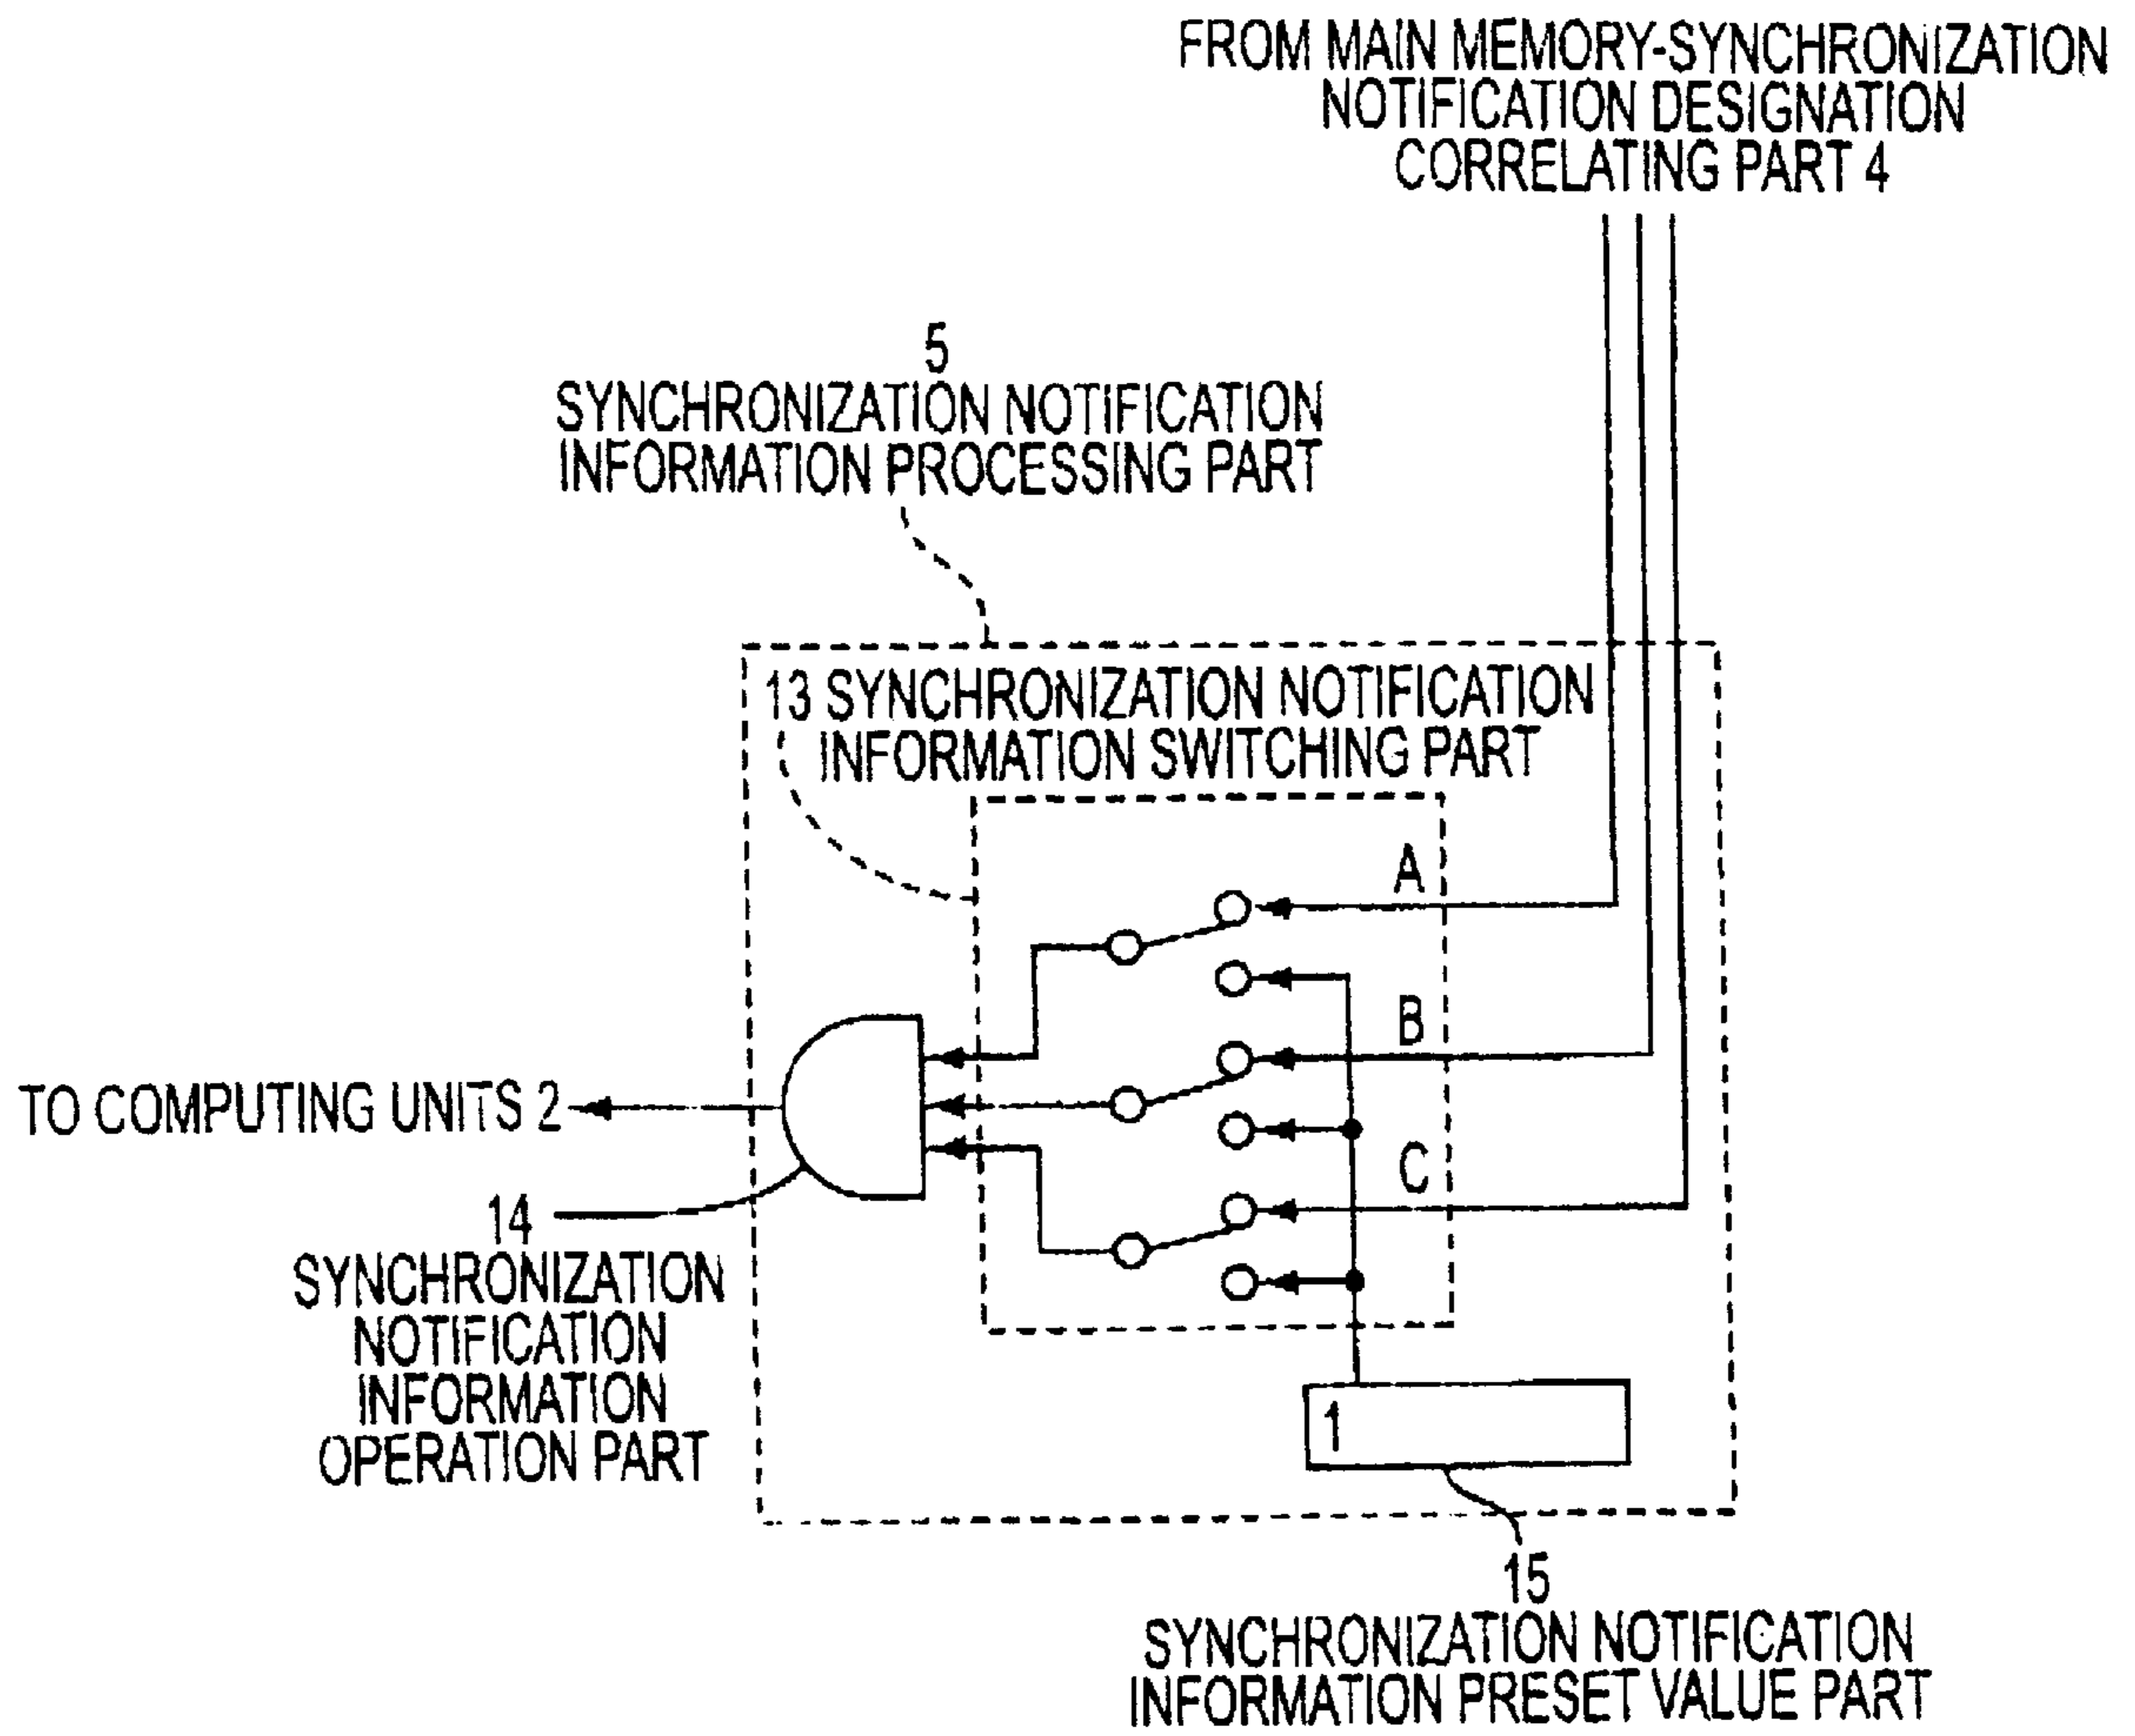 FROM MAIN MEMORY-SYNCHRONIZATION
NOTIFICATION DESIGNATION
CORRELATING PART 4
5
SYNCHRONIZATION NOTIFICATION
INFORMATION PROCESSING PART
13 SYNCHRONIZATION NOTIFICATION
INFORMATION SWITCHING PART
A
B
TO COMPUTING UNITS 2
C
14
SYNCHRONIZATION
NOTIFICATION
INFORMATION
OPERATION PART
1
15
SYNCHRONIZATION NOTIFICATION
INFORMATION PRESET VALUE PART